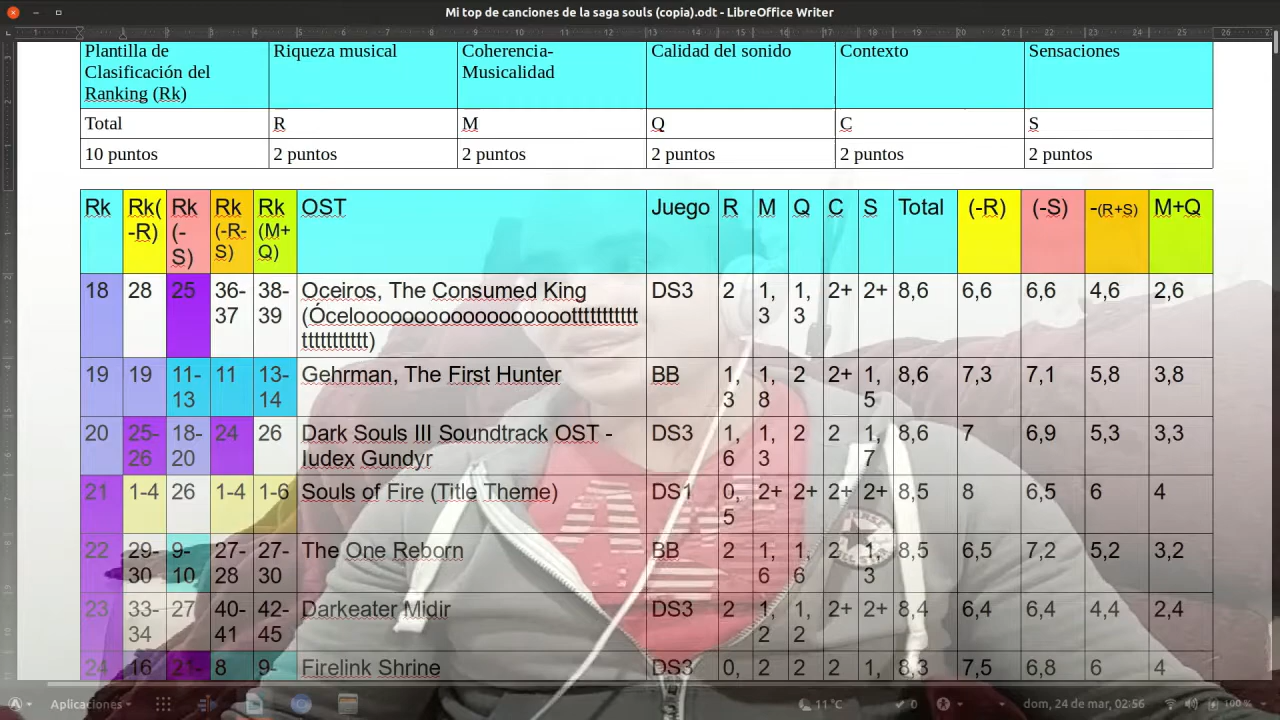 Mi top de canciones de la saga souls (copia).odt - LibreOffice Writer
Plantilla de Clasificación del Ranking (Rk) Riqueza musical Coherencia-Musicalidad Calidad del sonido Contexto Sensaciones
Total R M Q C S
10 puntos 2 puntos 2 puntos 2 puntos 2 puntos 2 puntos
Rk Rk(-R) Rk (-S) Rk (-R-S) Rk (M+Q) OST Juego R M Q C S Total (-R) (-S) -(R+S) M+Q
18 28 25 36-37 38-39 Oceiros, The Consumed King DS3 2 1,3 1,3 2+ 2+ 8,6 6,6 6,6 4,6 2,6
19 19 11-13 11 13-14 Gehrman, The First Hunter BB 1,3 1,8 2 2+ 1,5 8,6 7,3 7,1 5,8 3,8
20 25-26 18-20 24 26 Dark Souls III Soundtrack OST - Iudex Gundyr DS3 1,6 1,3 2 2 1,7 8,6 7 6,9 5,3 3,3
21 1-4 26 1-4 1-6 Souls of Fire (Title Theme) DS1 0,5 2+ 2+ 2+ 2+ 8,5 8 6,5 6 4
22 29-30 9-10 27-28 27-30 The One Reborn BB 2 1,6 1,6 2 1,3 8,5 6,5 7,2 5,2 3,2
23 33-34 27 40-41 42-45 Darkeater Midir DS3 2 1,2 1,2 2+ 2+ 8,4 6,4 6,4 4,4 2,4
24 16 21- 8 9- Firelink Shrine DS3 0, 2 2 2 1, 8,3 7,5 6,8 6 4
Aplicaciones 11 °C 0 dom, 24 de mar, 02:56 100 %